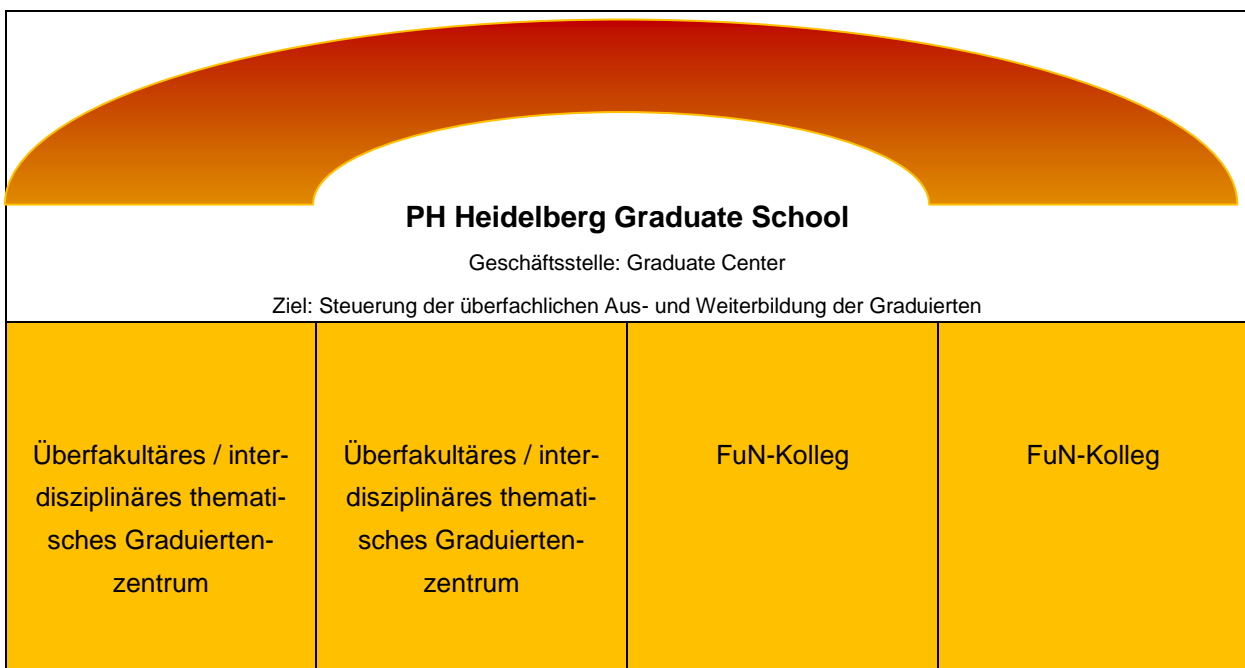 PH Heidelberg Graduate School
Geschäftsstelle: Graduate Center
Ziel: Steuerung der überfachlichen Aus- und Weiterbildung der Graduierten
Überfakultäres / inter-
disziplinäres themati-
sches Graduierten-
zentrum
Überfakultäres / inter-
disziplinäres themati-
sches Graduierten-
zentrum
FuN-Kolleg
FuN-Kolleg